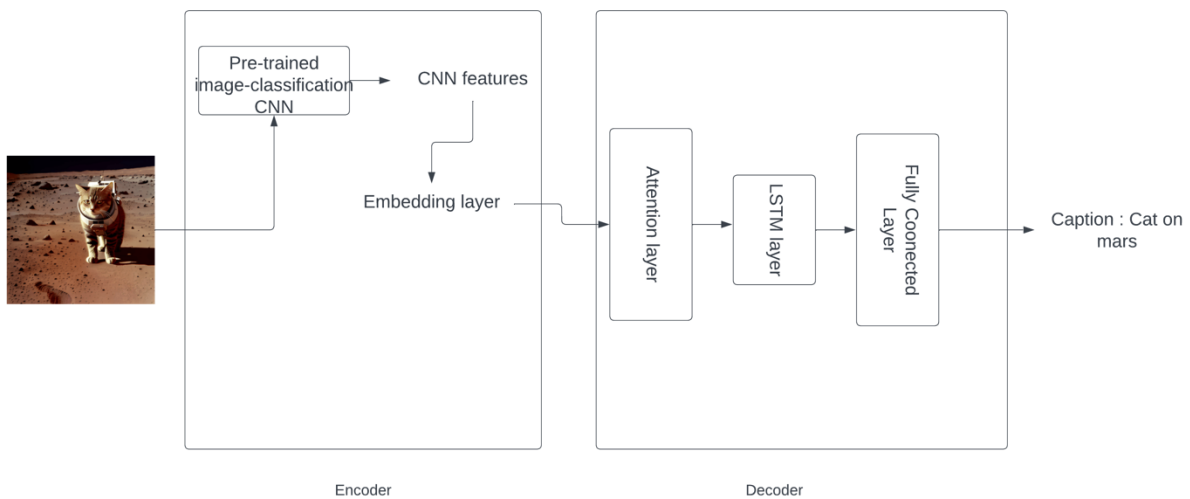 Pre-trained
image-classification
CNN
CNN features
Embedding layer
Attention layer
LSTM layer
Fully Coonected
Layer
Caption : Cat on
mars
Encoder
Decoder